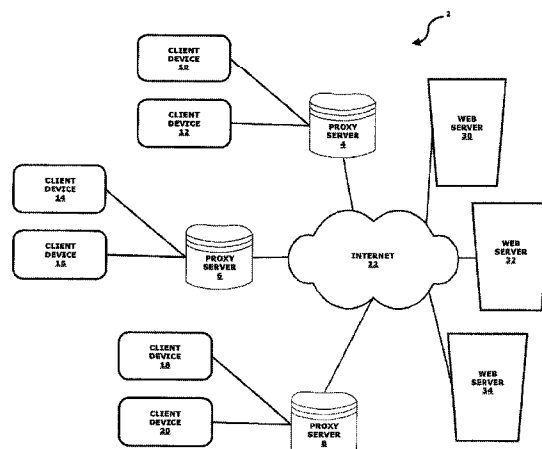 2
CLIENT
DEVICE
10
CLIENT
DEVICE
12
PROXY
SERVER
4
WEB
SERVER
30
CLIENT
DEVICE
14
CLIENT
DEVICE
16
PROXY
SERVER
6
INTERNET
22
WEB
SERVER
32
CLIENT
DEVICE
18
CLIENT
DEVICE
20
PROXY
SERVER
8
WEB
SERVER
34